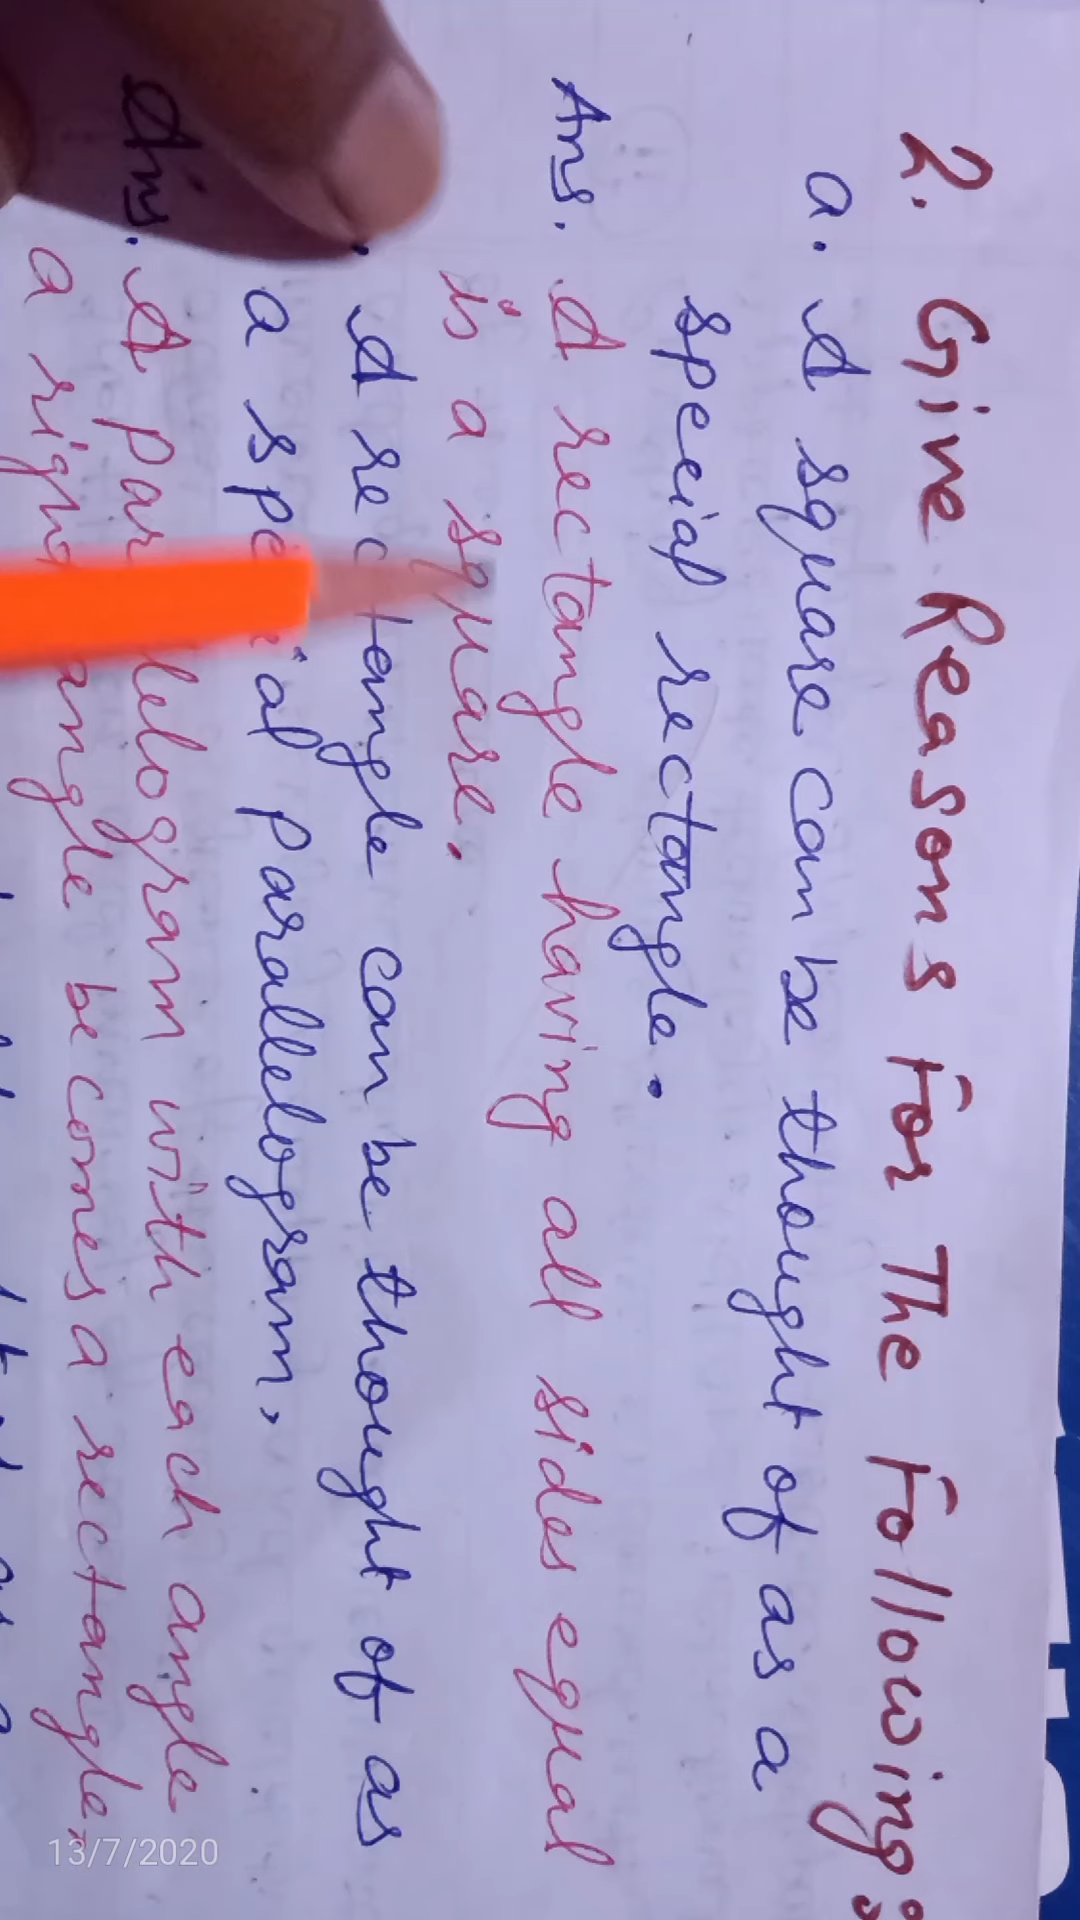 2. Give Reasons For The Following:
a. A square can be thought of as a
special rectangle.
Ans. A rectangle having all sides equal
is a square.
. A rectangle can be thought of as
a special parallelogram.
Ans. A parallelogram with each angle
a right angle becomes a rectangle.
13/7/2020